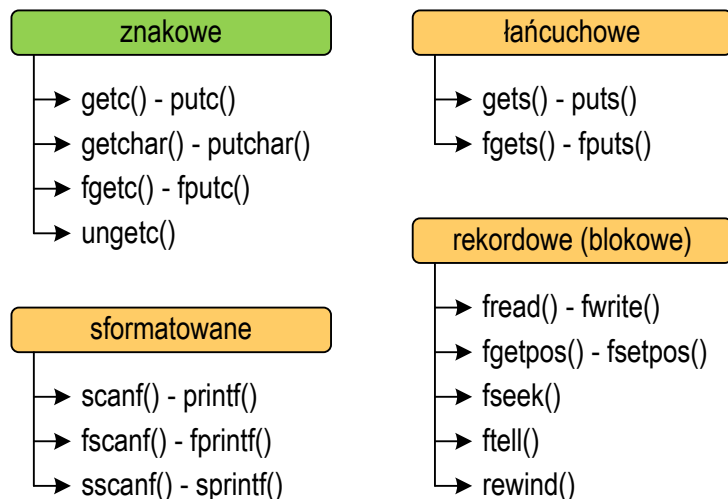 znakowe
getc() - putc()
getchar() - putchar()
fgetc() - fputc()
ungetc()
sformatowane
scanf() - printf()
fscanf() - fprintf()
sscanf() - sprintf()
łańcuchowe
gets() - puts()
fgets() - fputs()
rekordowe (blokowe)
fread() - fwrite()
fgetpos() - fsetpos()
fseek()
ftell()
rewind()